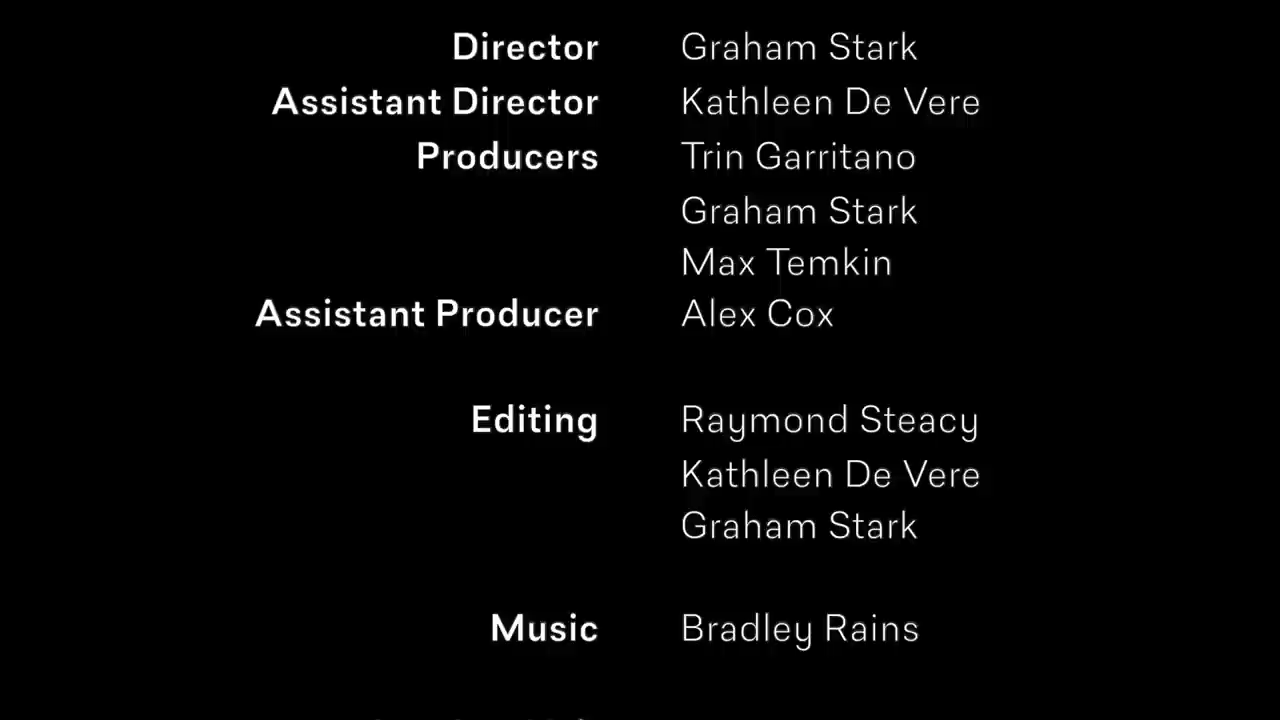 Director Graham Stark
Assistant Director Kathleen De Vere
Producers Trin Garritano
Graham Stark
Max Temkin
Assistant Producer Alex Cox
Editing Raymond Steacy
Kathleen De Vere
Graham Stark
Music Bradley Rains